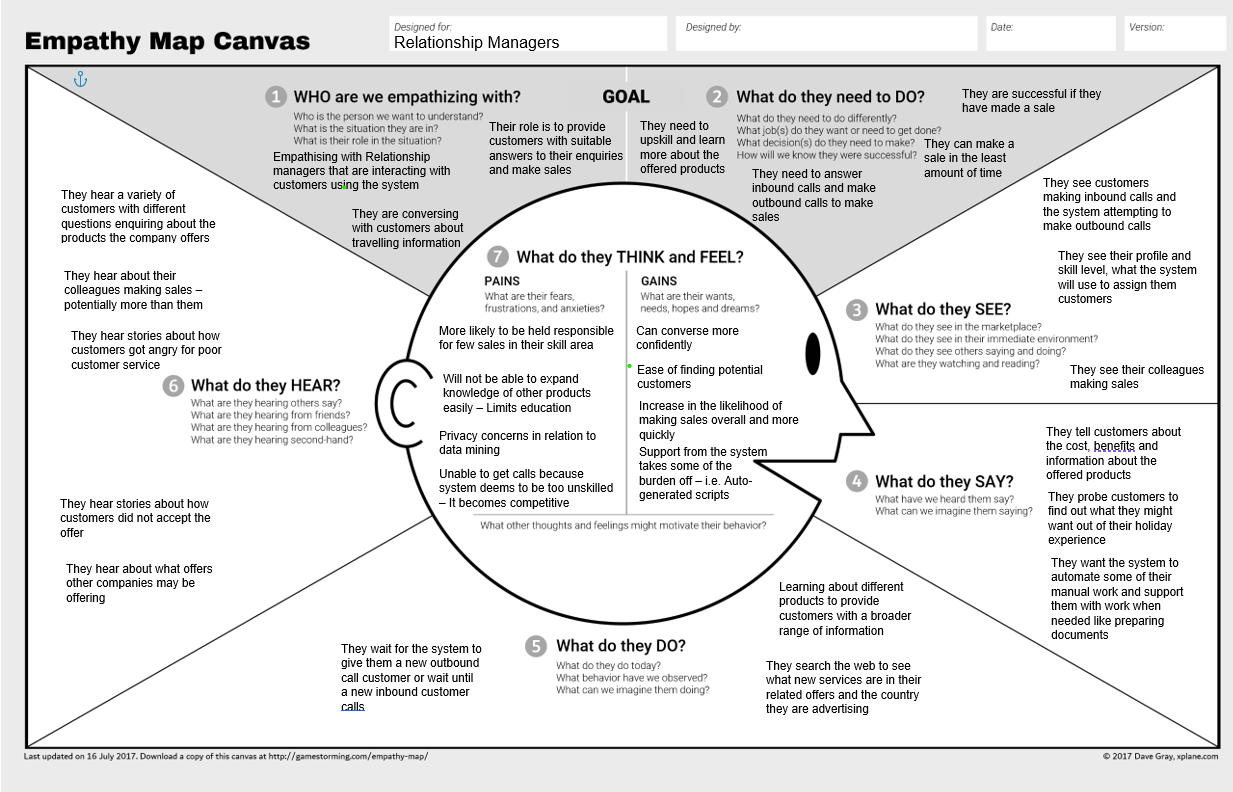 Empathy Map Canvas
Designed for:
Relationship Managers
Designed by:
Date:
Version:
1 WHO are we empathizing with?
Who is the person we want to understand?
What is the situation they are in?
What is their role in the situation?
Empathising with Relationship
managers that are interacting with
customers using the system
They are conversing
with customers about
travelling information
Their role is to provide
customers with suitable
answers to their enquiries
and make sales
GOAL
They need to
upskill and learn
more about the
offered products
2 What do they need to DO?
What do they need to do differently?
What job(s) do they want or need to get done?
What decision(s) do they need to make?
How will we know they were successful?
They need to answer
inbound calls and make
outbound calls to make
sales
They are successful if they
have made a sale
They can make a
sale in the least
amount of time
They see customers
making inbound calls and
the system attempting to
make outbound calls
They see their profile and
skill level, what the system
will use to assign them
customers
3 What do they SEE?
What do they see in the marketplace?
What do they see in their immediate environment?
What do they see others saying and doing?
What are they watching and reading?
They see their colleagues
making sales
They tell customers about
the cost, benefits and
information about the
offered products
4 What do they SAY?
What have we heard them say?
What can we imagine them saying?
They probe customers to
find out what they might
want out of their holiday
experience
They want the system to
automate some of their
manual work and support
them with work when
needed like preparing
documents
Learning about different
products to provide
customers with a broader
range of information
5 What do they DO?
What do they do today?
What behavior have we observed?
What can we imagine them doing?
They wait for the system to
give them a new outbound
call customer or wait until
a new inbound customer
calls
They search the web to see
what new services are in their
related offers and the country
they are advertising
They hear a variety of
customers with different
questions enquiring about the
products the company offers
They hear about their
colleagues making sales –
potentially more than them
They hear stories about how
customers got angry for poor
customer service
6 What do they HEAR?
What are they hearing others say?
What are they hearing from friends?
What are they hearing from colleagues?
What are they hearing second-hand?
They hear stories about how
customers did not accept the
offer
They hear about what offers
other companies may be
offering
7 What do they THINK and FEEL?
PAINS
What are their fears,
frustrations, and anxieties?
More likely to be held responsible
for few sales in their skill area
Will not be able to expand
knowledge of other products
easily – Limits education
Privacy concerns in relation to
data mining
Unable to get calls because
system deems to be too unskilled
– It becomes competitive
GAINS
What are their wants,
needs, hopes and dreams?
Can converse more
confidently
Ease of finding potential
customers
Increase in the likelihood of
making sales overall and more
quickly
Support from the system
takes some of the
burden off – i.e. Auto-
generated scripts
What other thoughts and feelings might motivate their behavior?
Last updated on 16 July 2017. Download a copy of this canvas at http://gamestorming.com/empathy-map/
© 2017 Dave Gray, xplane.com